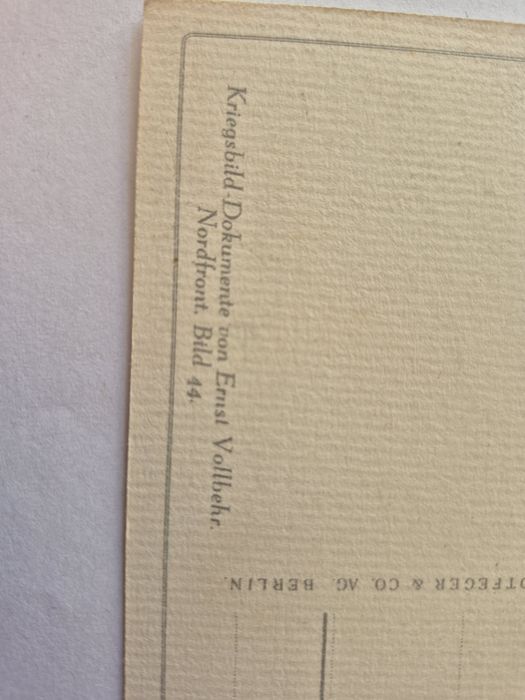 Kriegsbild-Dokumente von Ernst Vollbehr.
Nordfront. Bild 44.
OTFEGER & CO. AG. BERLIN.